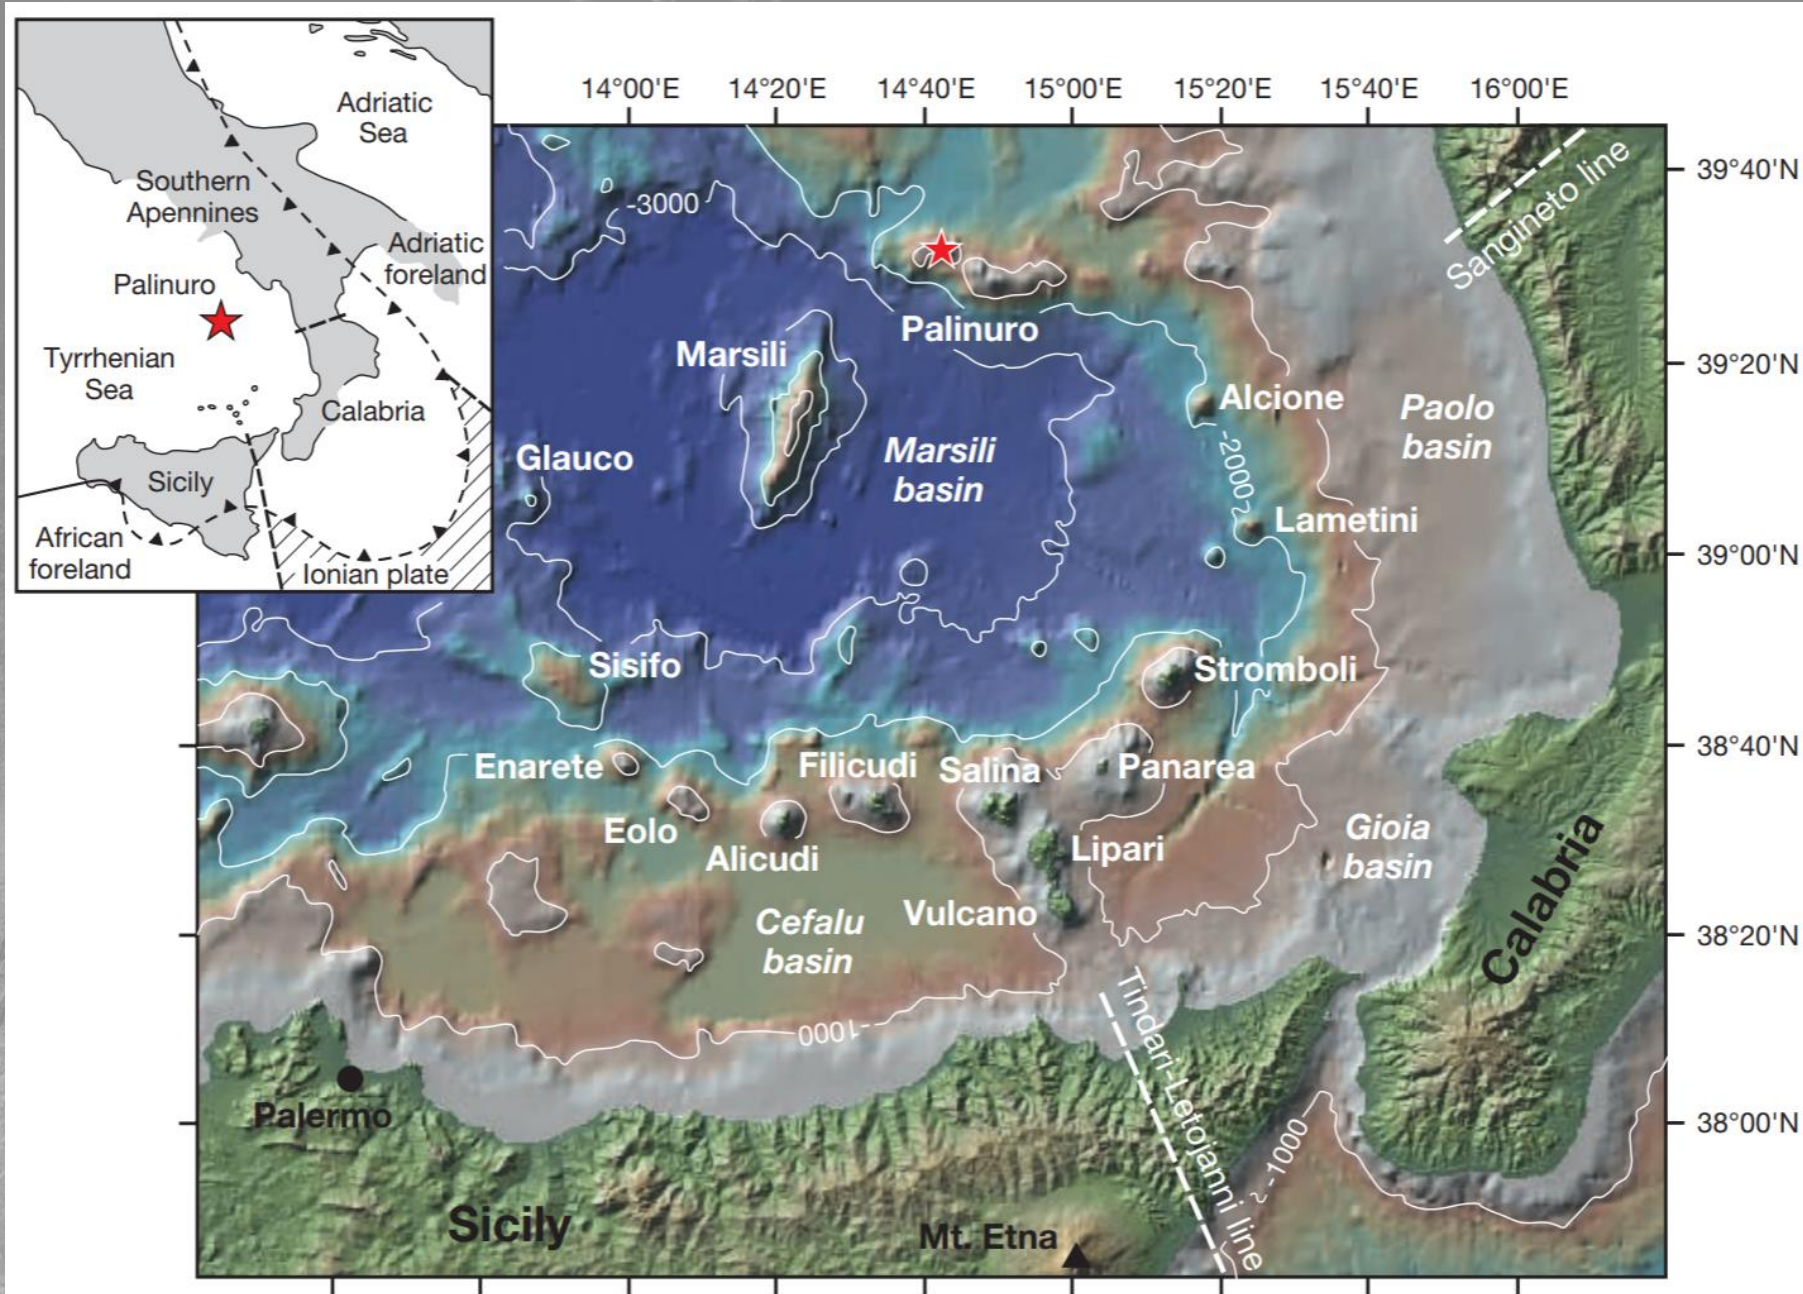 Adriatic
Sea
Southern
Apennines
Adriatic
foreland
Palinuro
Tyrrhenian
Sea
Calabria
Sicily
African
foreland
Ionian plate
14°00'E
14°20'E
14°40'E
15°00'E
15°20'E
15°40'E
16°00'E
39°40'N
39°20'N
39°00'N
38°40'N
38°20'N
38°00'N
-3000
Sangineto line
Palinuro
Marsili
Alcione
Paolo
basin
Glauco
Marsili
basin
-2000
Lametini
Sisifo
Stromboli
Enarete
Filicudi
Salina
Panarea
Eolo
Alicudi
Lipari
Gioia
basin
Vulcano
Cefalu
basin
Calabria
-1000
Tindari-Letojanni line
Palermo
-1000
Sicily
Mt. Etna